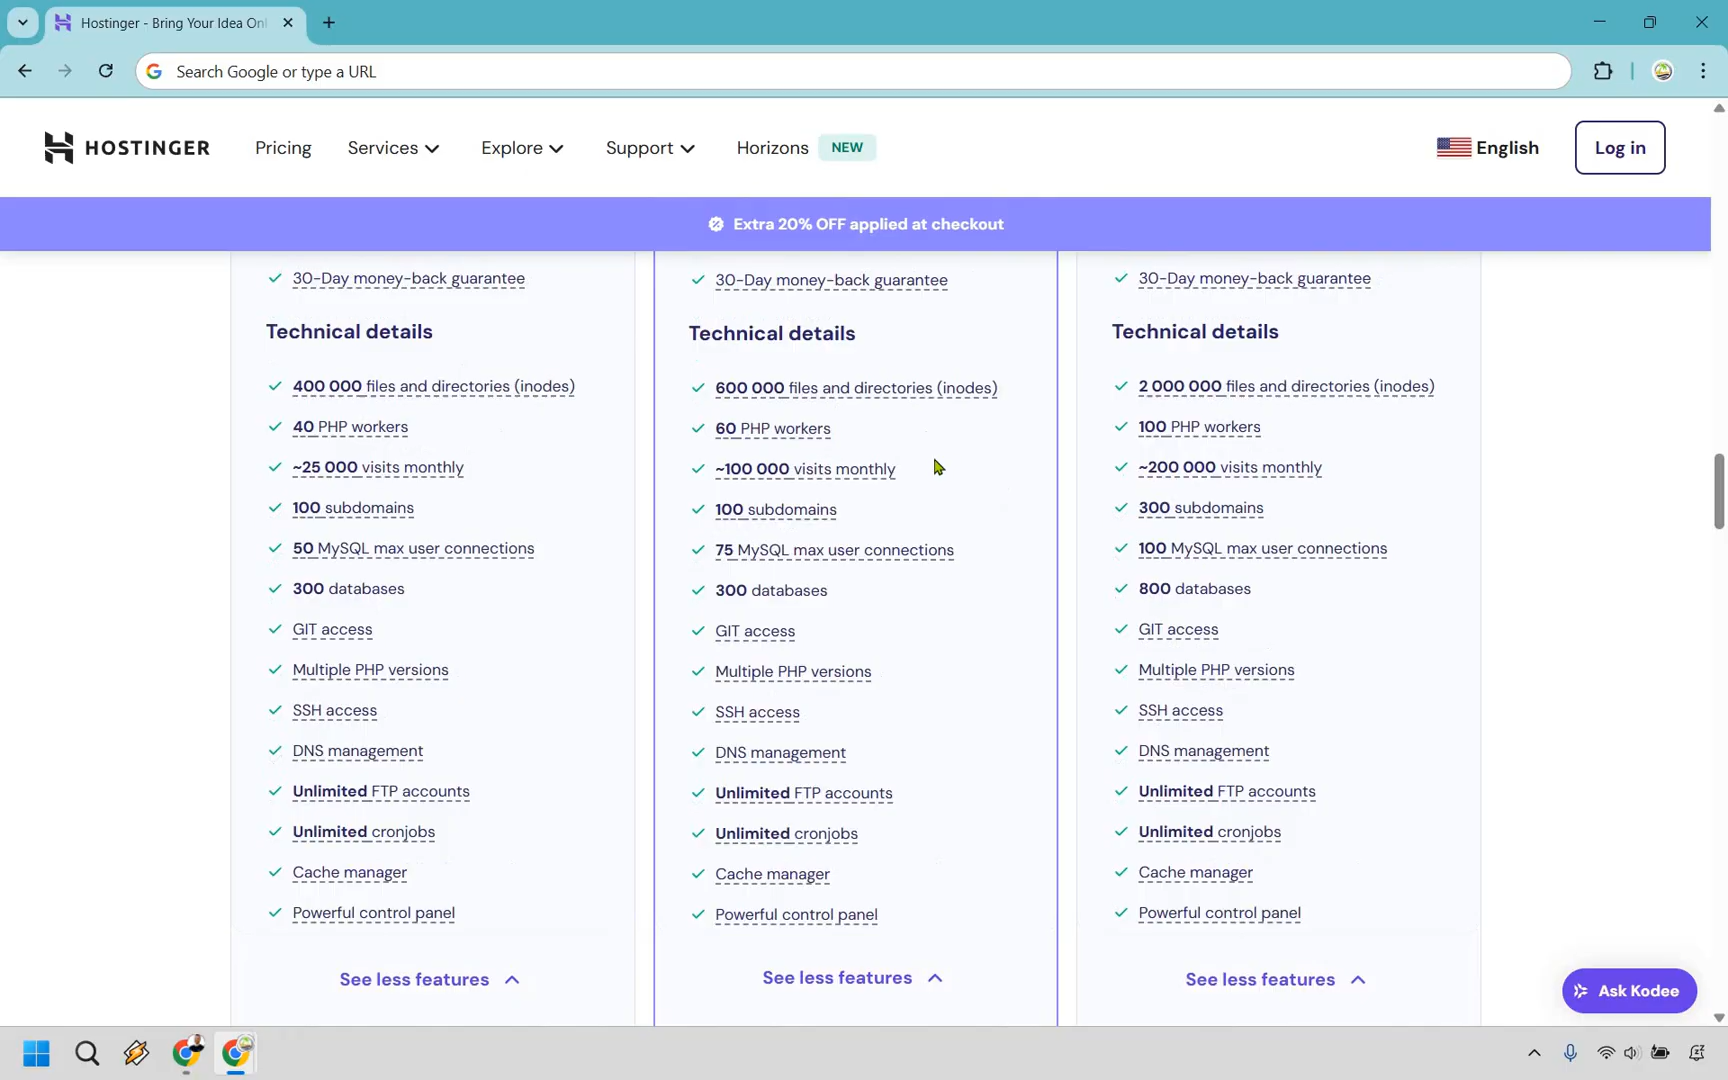 Hostinger - Bring Your Idea Onl
Search Google or type a URL
HOSTINGER
Pricing
Services
Explore
Support
Horizons
NEW
English
Log in
Extra 20% OFF applied at checkout
30-Day money-back guarantee
Technical details
400 000 files and directories (inodes)
40 PHP workers
~25 000 visits monthly
100 subdomains
50 MySQL max user connections
300 databases
GIT access
Multiple PHP versions
SSH access
DNS management
Unlimited FTP accounts
Unlimited cronjobs
Cache manager
Powerful control panel
See less features
30-Day money-back guarantee
Technical details
600 000 files and directories (inodes)
60 PHP workers
~100 000 visits monthly
100 subdomains
75 MySQL max user connections
300 databases
GIT access
Multiple PHP versions
SSH access
DNS management
Unlimited FTP accounts
Unlimited cronjobs
Cache manager
Powerful control panel
See less features
30-Day money-back guarantee
Technical details
2 000 000 files and directories (inodes)
100 PHP workers
~200 000 visits monthly
300 subdomains
100 MySQL max user connections
800 databases
GIT access
Multiple PHP versions
SSH access
DNS management
Unlimited FTP accounts
Unlimited cronjobs
Cache manager
Powerful control panel
See less features
Ask Kodee